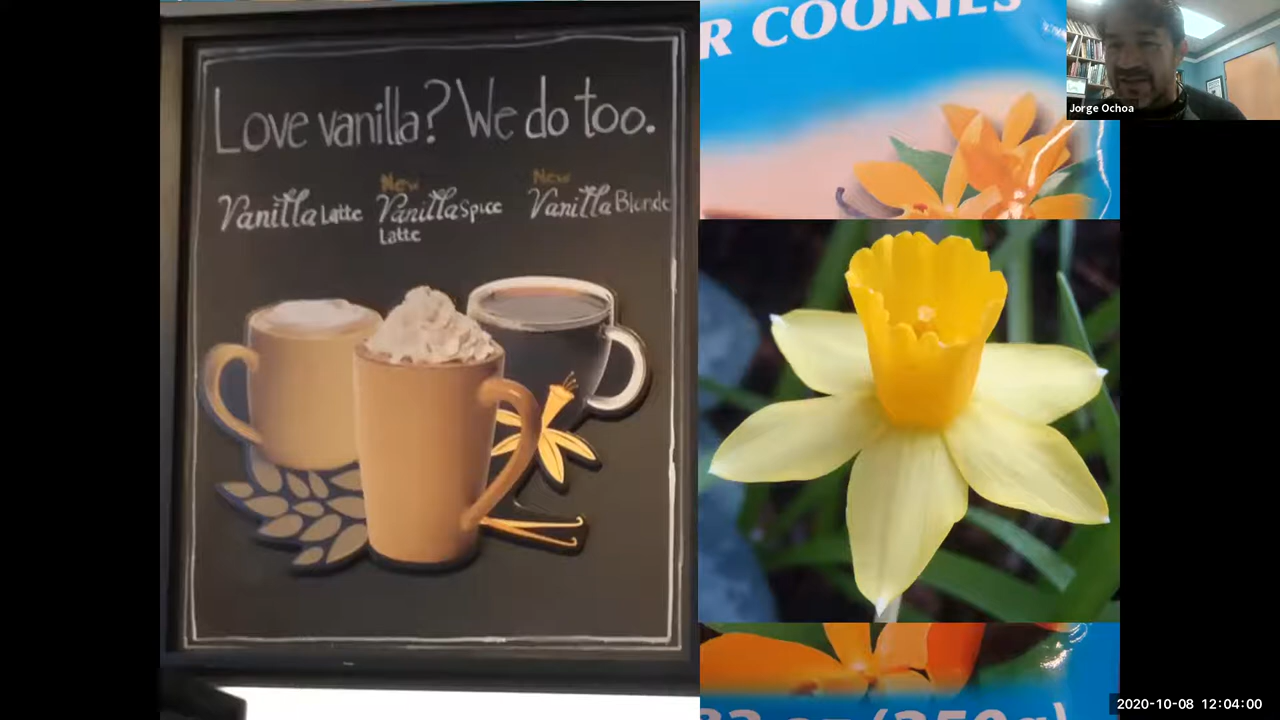 Love vanilla? We do too.
New New
Vanilla Latte Vanilla Spice Vanilla Blonde
Latte
R COOKIES
Jorge Ochoa
(350g)
2020-10-08 12:04:00